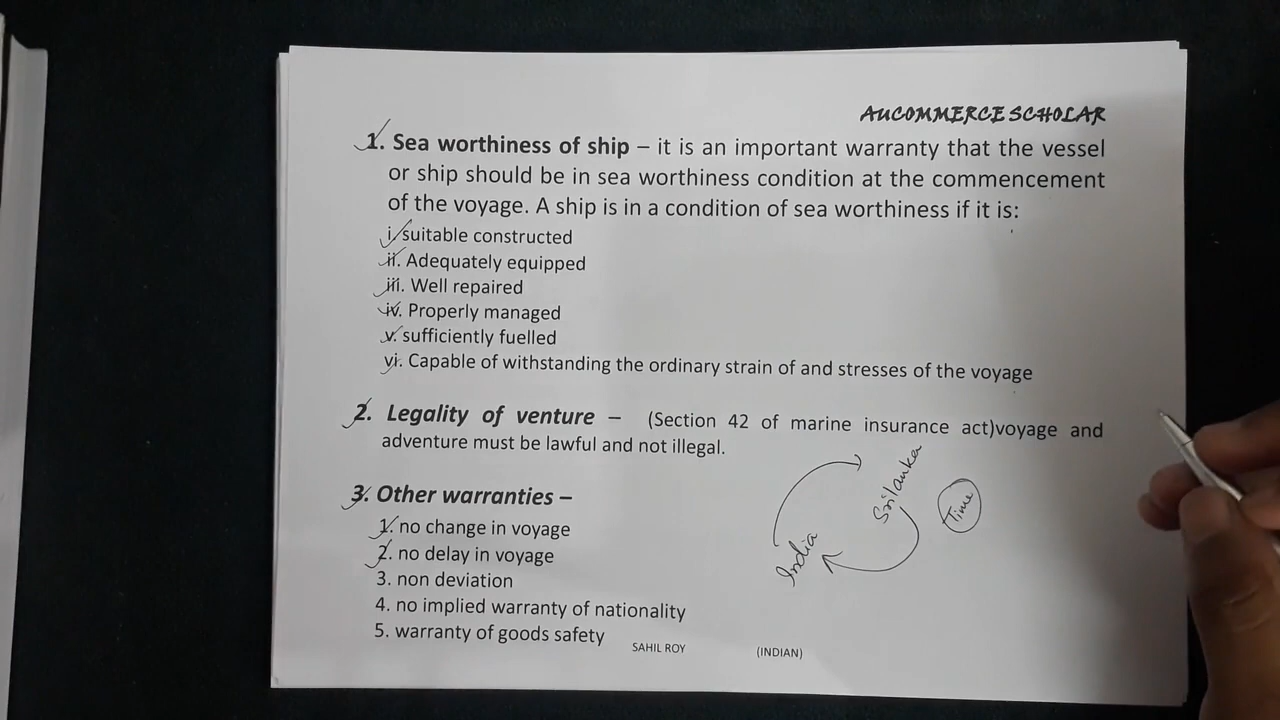 AUCOMMERCE SCHOLAR
1. Sea worthiness of ship – it is an important warranty that the vessel
or ship should be in sea worthiness condition at the commencement
of the voyage. A ship is in a condition of sea worthiness if it is:
i. suitable constructed
ii. Adequately equipped
iii. Well repaired
iv. Properly managed
v. sufficiently fuelled
vi. Capable of withstanding the ordinary strain of and stresses of the voyage
2. Legality of venture – (Section 42 of marine insurance act)voyage and
adventure must be lawful and not illegal.
3. Other warranties –
1. no change in voyage
2. no delay in voyage
3. non deviation
4. no implied warranty of nationality
5. warranty of goods safety
India
Srilanka
Time
SAHIL ROY (INDIAN)